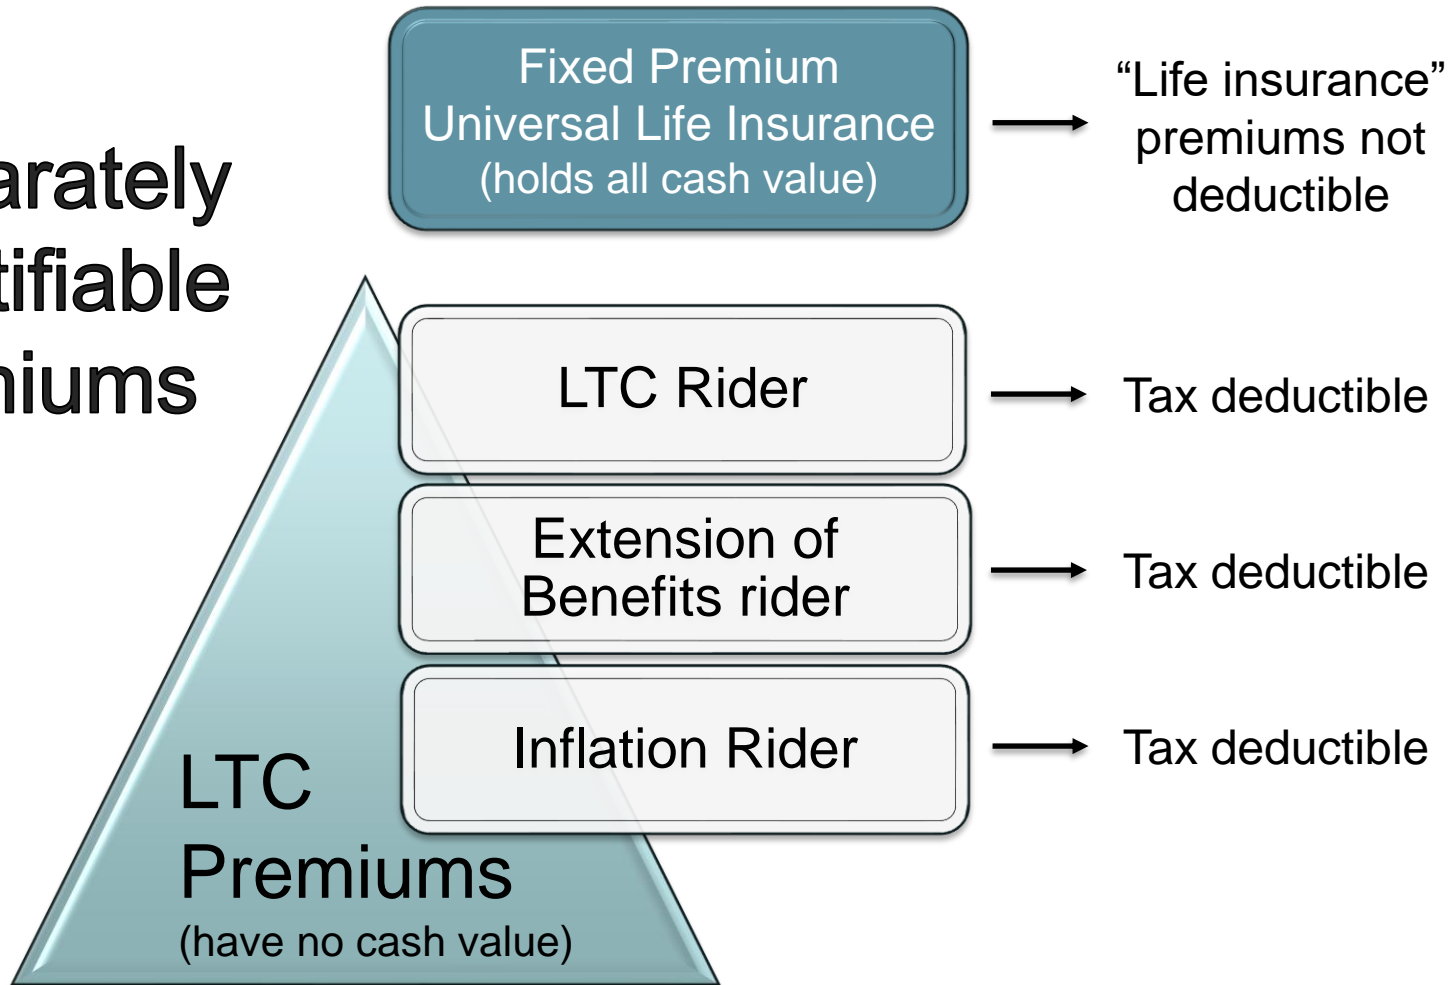 arately
tifiable
niums
Fixed Premium
Universal Life Insurance
(holds all cash value)
“Life insurance”
premiums not
deductible
LTC Rider
Tax deductible
Extension of
Benefits rider
Tax deductible
Inflation Rider
Tax deductible
LTC
Premiums
(have no cash value)